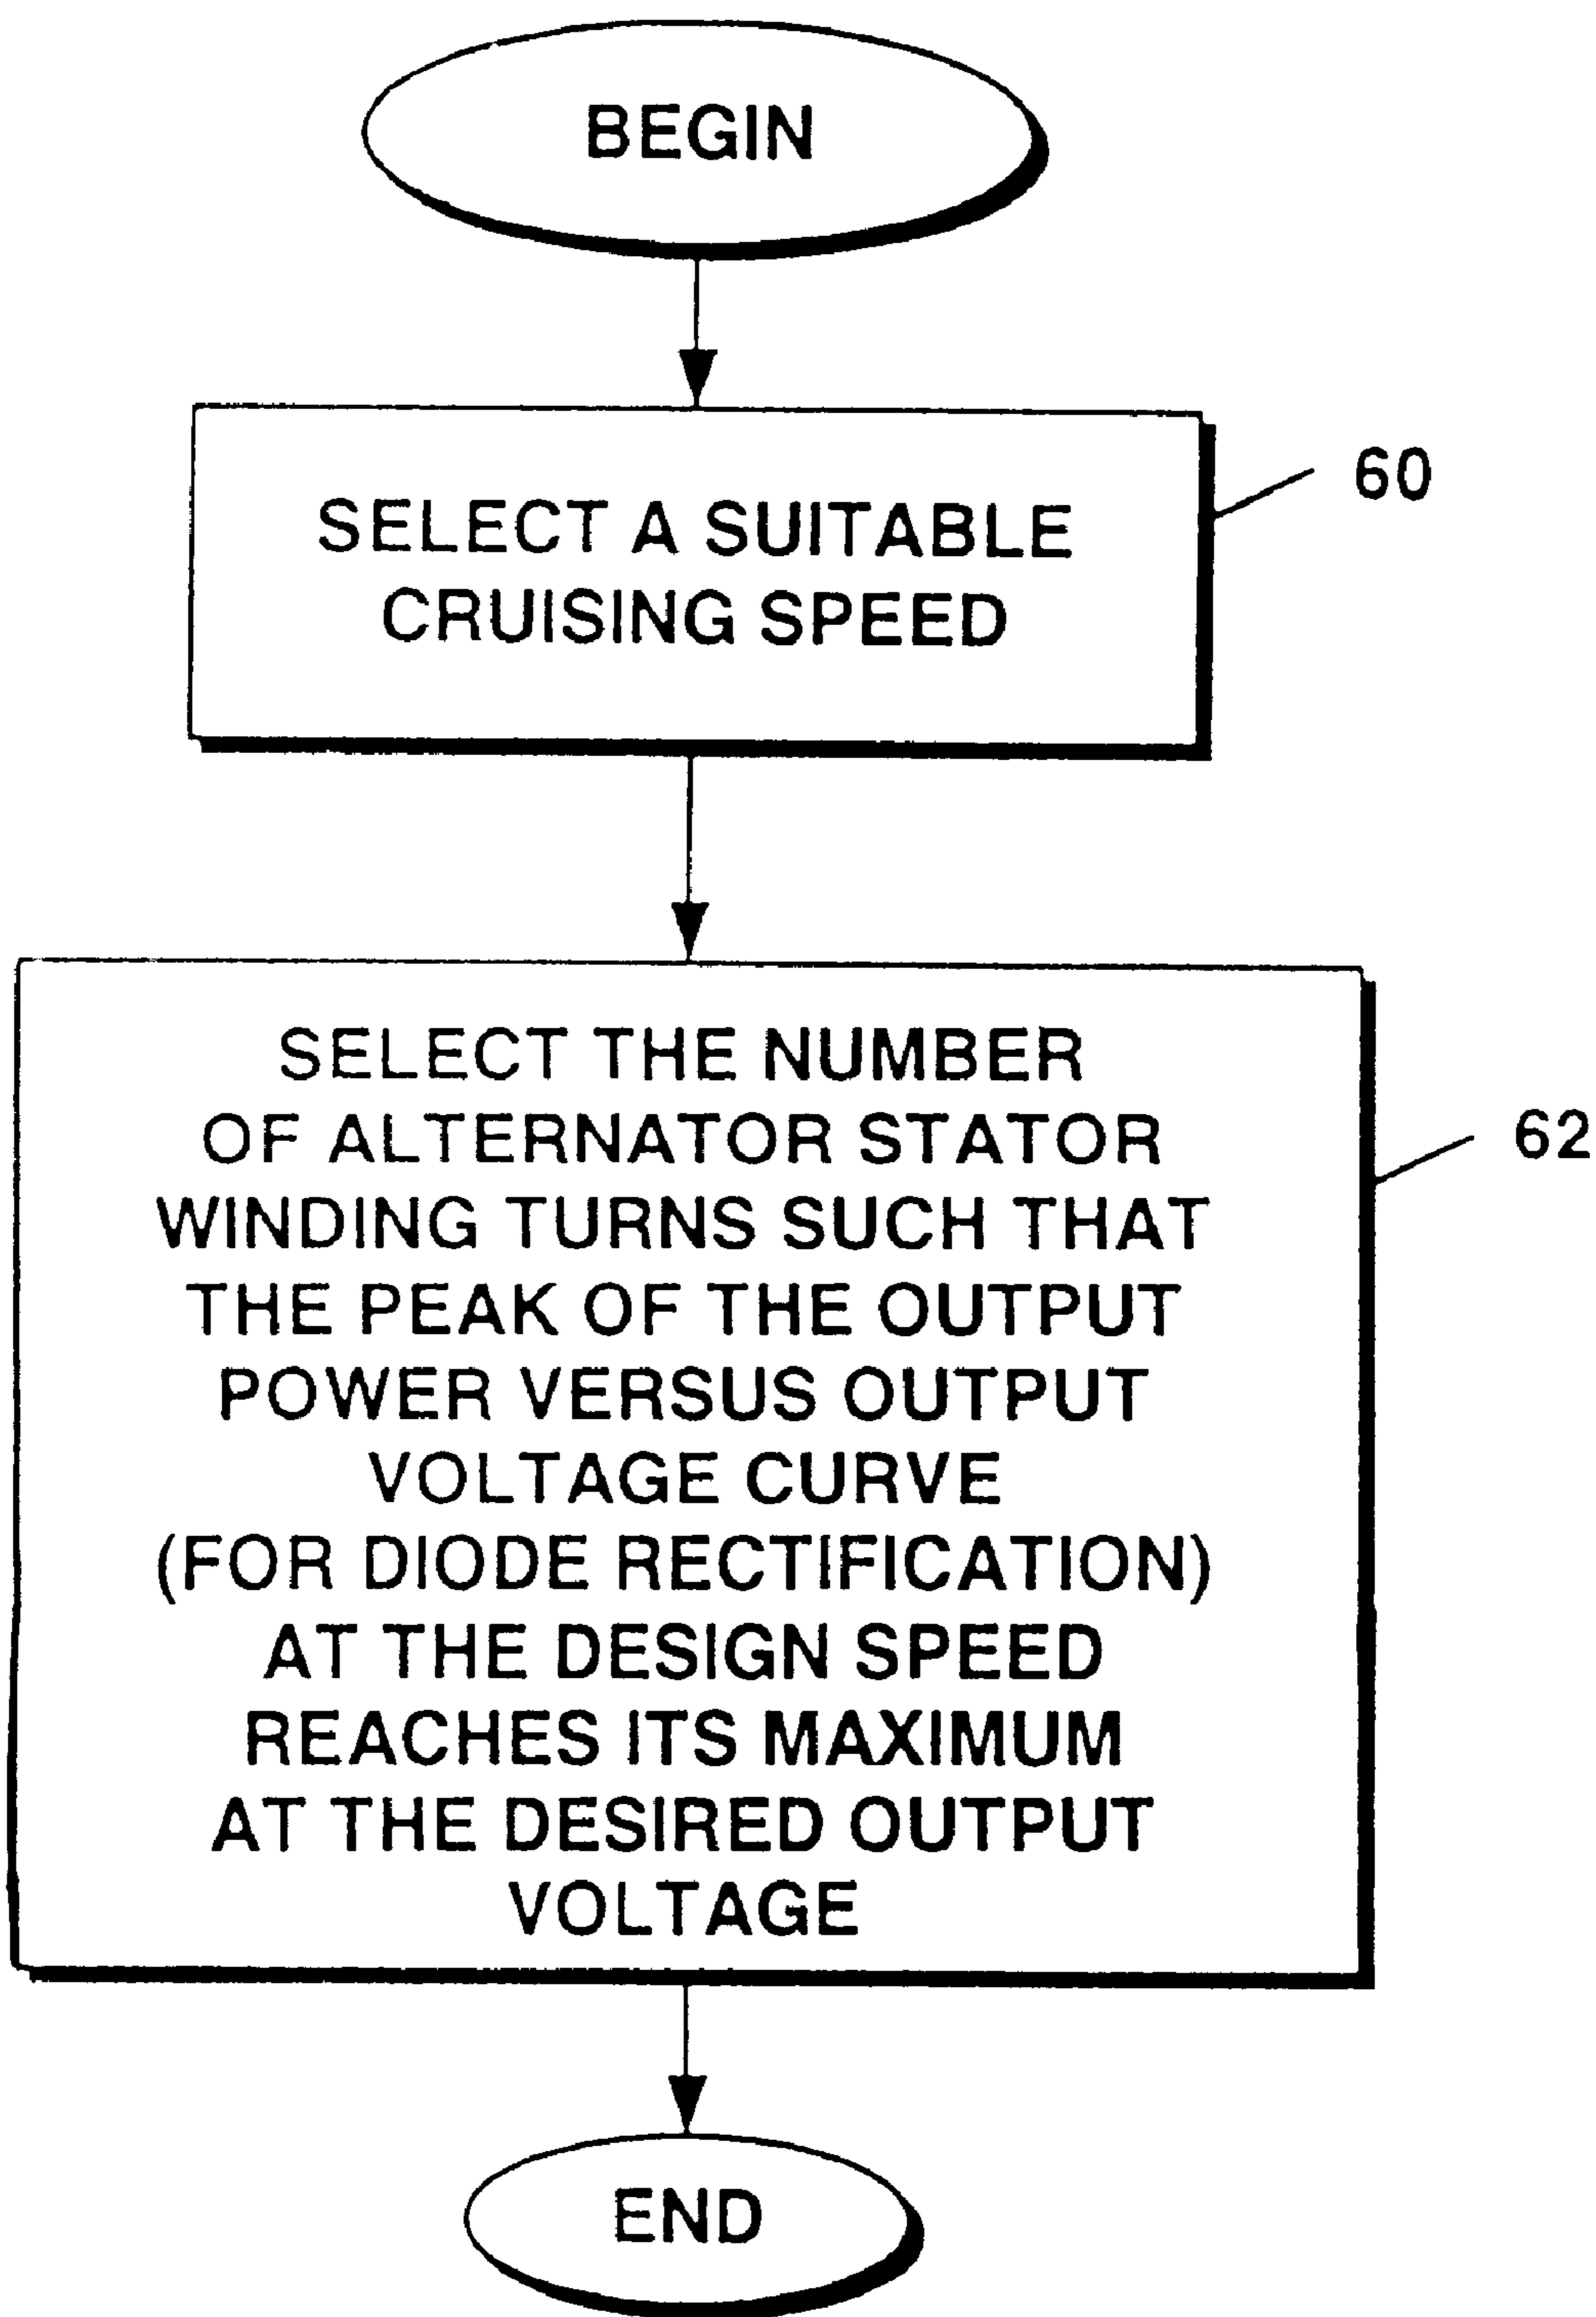 BEGIN
SELECT A SUITABLE
CRUISING SPEED
60
SELECT THE NUMBER
OF ALTERNATOR STATOR
WINDING TURNS SUCH THAT
THE PEAK OF THE OUTPUT
POWER VERSUS OUTPUT
VOLTAGE CURVE
(FOR DIODE RECTIFICATION)
AT THE DESIGN SPEED
REACHES ITS MAXIMUM
AT THE DESIRED OUTPUT
VOLTAGE
62
END